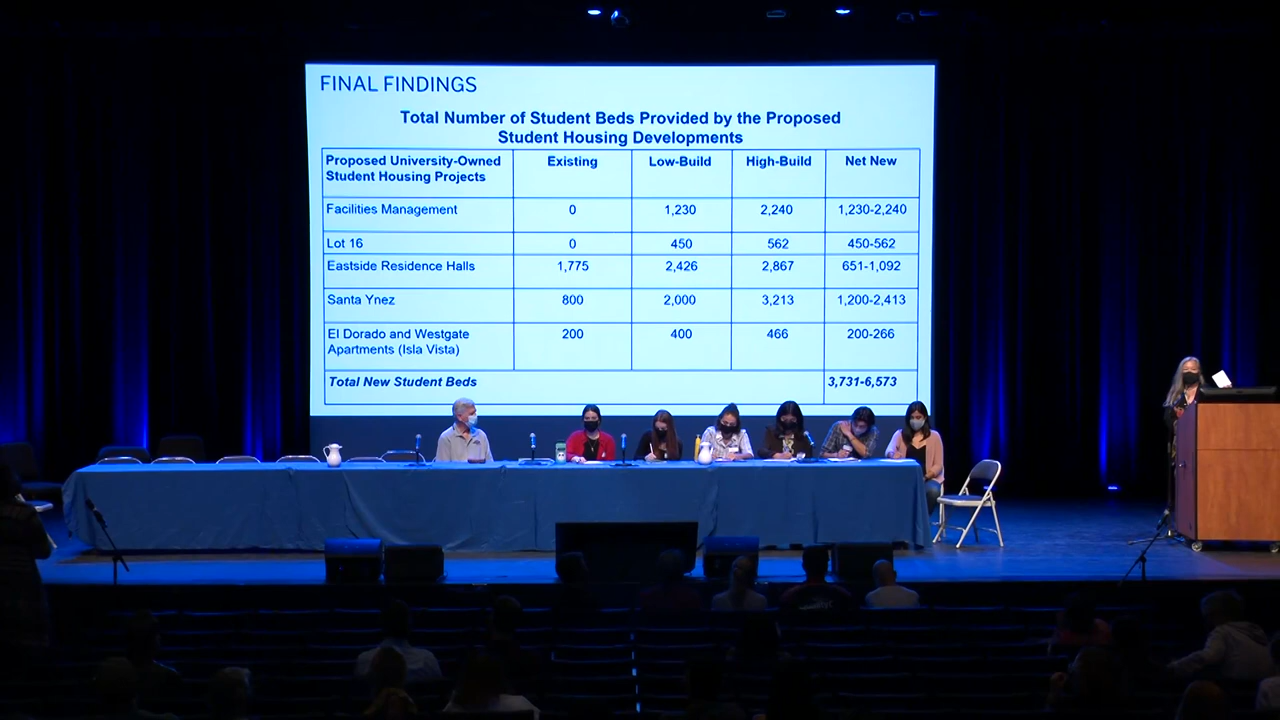 FINAL FINDINGS
Total Number of Student Beds Provided by the Proposed
Student Housing Developments
Proposed University-Owned
Student Housing Projects
Existing
Low-Build
High-Build
Net New
Facilities Management
0
1,230
2,240
1,230-2,240
Lot 16
0
450
562
450-562
Eastside Residence Halls
1,775
2,426
2,867
651-1,092
Santa Ynez
800
2,000
3,213
1,200-2,413
El Dorado and Westgate
Apartments (Isla Vista)
200
400
466
200-266
Total New Student Beds
3,731-6,573